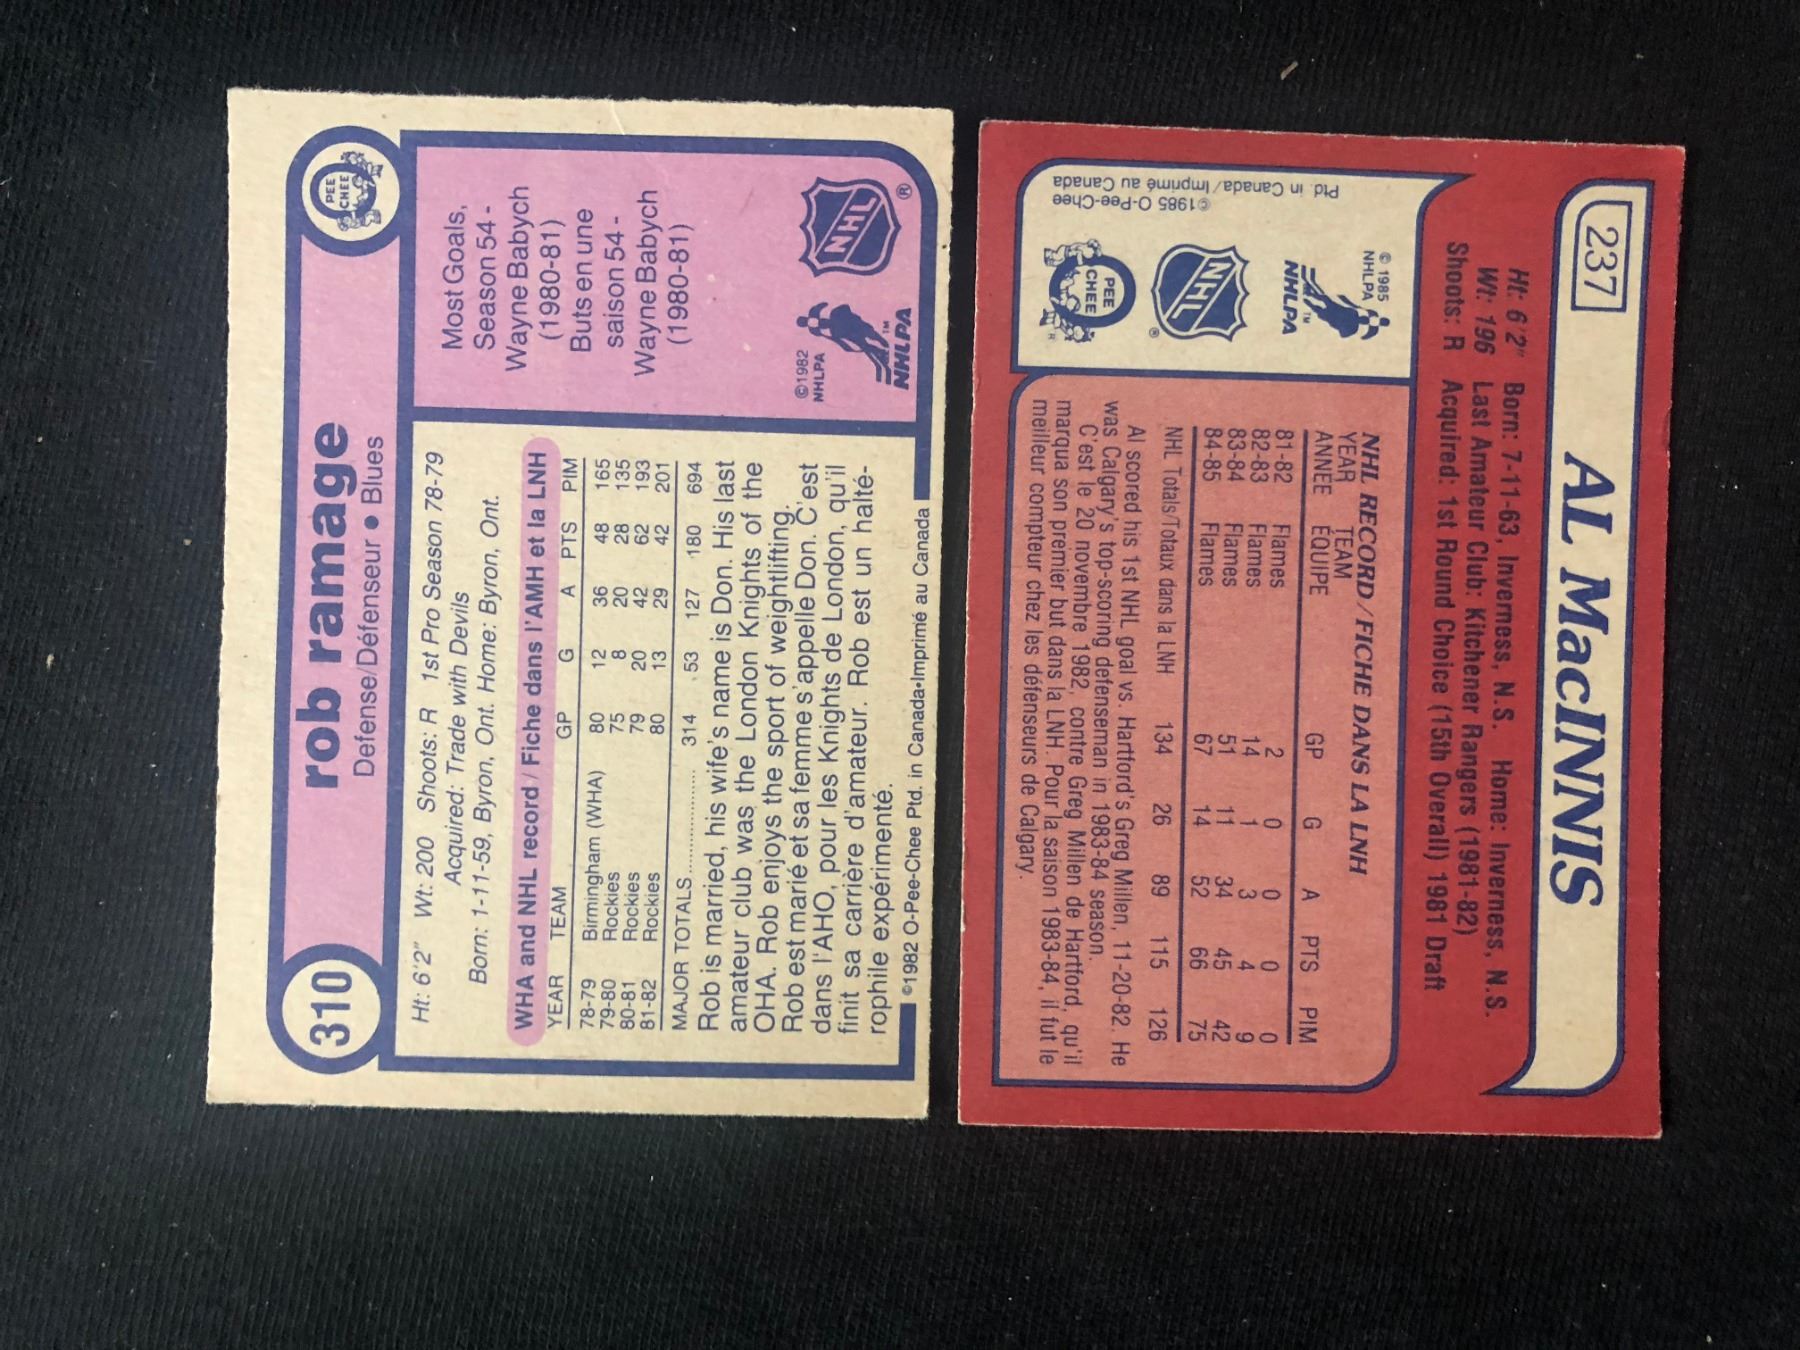 310
PEE
CHEE
rob ramage
Defense/Défenseur • Blues
Ht: 6'2" Wt: 200 Shoots: R 1st Pro Season 78-79
Acquired: Trade with Devils
Born: 1-11-59, Byron, Ont. Home: Byron, Ont.
WHA and NHL record / Fiche dans l'AMH et la LNH
YEAR TEAM GP G A PTS PIM
78-79 Birmingham (WHA) 80 12 36 48 165
79-80 Rockies 75 8 20 28 135
80-81 Rockies 79 20 42 62 193
81-82 Rockies 80 13 29 42 201
MAJOR TOTALS.............. 314 53 127 180 694
Rob is married, his wife's name is Don. His last
amateur club was the London Knights of the
OHA. Rob enjoys the sport of weightlifting.
Rob est marié et sa femme s'appelle Don. C'est
dans l'AHO, pour les Knights de London, qu'il
finit sa carrière d'amateur. Rob est un halté-
rophile expérimenté.
©1982 O-Pee-Chee Ptd. in Canada•Imprimé au Canada
Most Goals,
Season 54 -
Wayne Babych
(1980-81)
Buts en une
saison 54 -
Wayne Babych
(1980-81)
©1982
NHLPA
NHLPA
TM
NHL
®
237
AL MacINNIS
Ht: 6'2" Born: 7-11-63, Inverness, N.S. Home: Inverness, N.S.
Wt: 196 Last Amateur Club: Kitchener Rangers (1981-82)
Shoots: R Acquired: 1st Round Choice (15th Overall) 1981 Draft
© 1985
NHLPA
TM
NHLPA
NHL
®
PEE
CHEE
®
©1985 O-Pee-Chee
Ptd. in Canada/Imprimé au Canada
NHL RECORD/FICHE DANS LA LNH
YEAR TEAM
ANNÉE ÉQUIPE GP G A PTS PIM
81-82 Flames 2 0 0 0 0
82-83 Flames 14 1 3 4 9
83-84 Flames 51 11 34 45 42
84-85 Flames 67 14 52 66 75
NHL Totals/Totaux dans la LNH 134 26 89 115 126
Al scored his 1st NHL goal vs. Hartford's Greg Millen, 11-20-82. He
was Calgary's top-scoring defenseman in 1983-84 season.
C'est le 20 novembre 1982, contre Greg Millen de Hartford, qu'il
marqua son premier but dans la LNH. Pour la saison 1983-84, il fut le
meilleur compteur chez les défenseurs de Calgary.